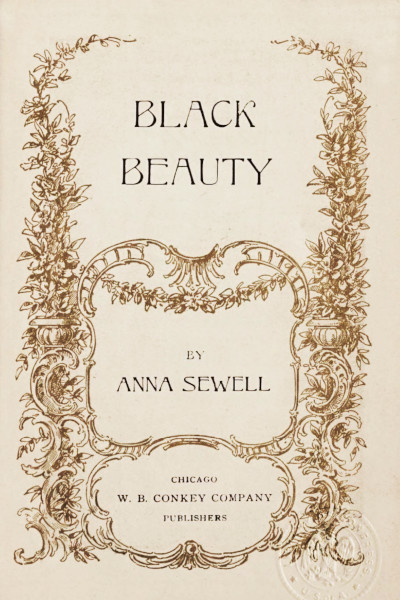 BLACK
BEAUTY
BY
ANNA SEWELL
CHICAGO
W. B. CONKEY COMPANY
PUBLISHERS